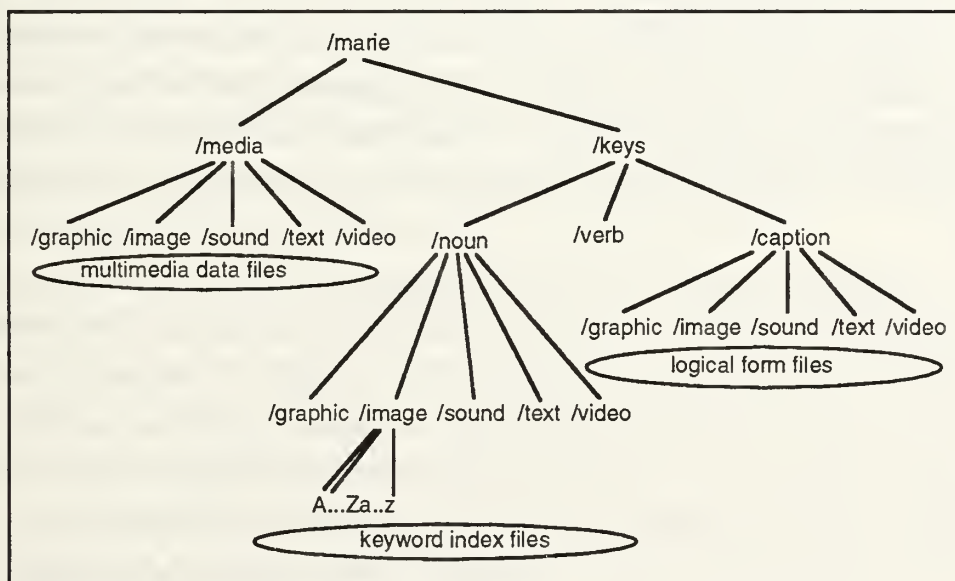 /marie
/media /keys
/graphic /image /sound /text /video /noun /verb /caption
multimedia data files
/graphic /image /sound /text /video
logical form files
/graphic /image /sound /text /video
A...Za..z
keyword index files